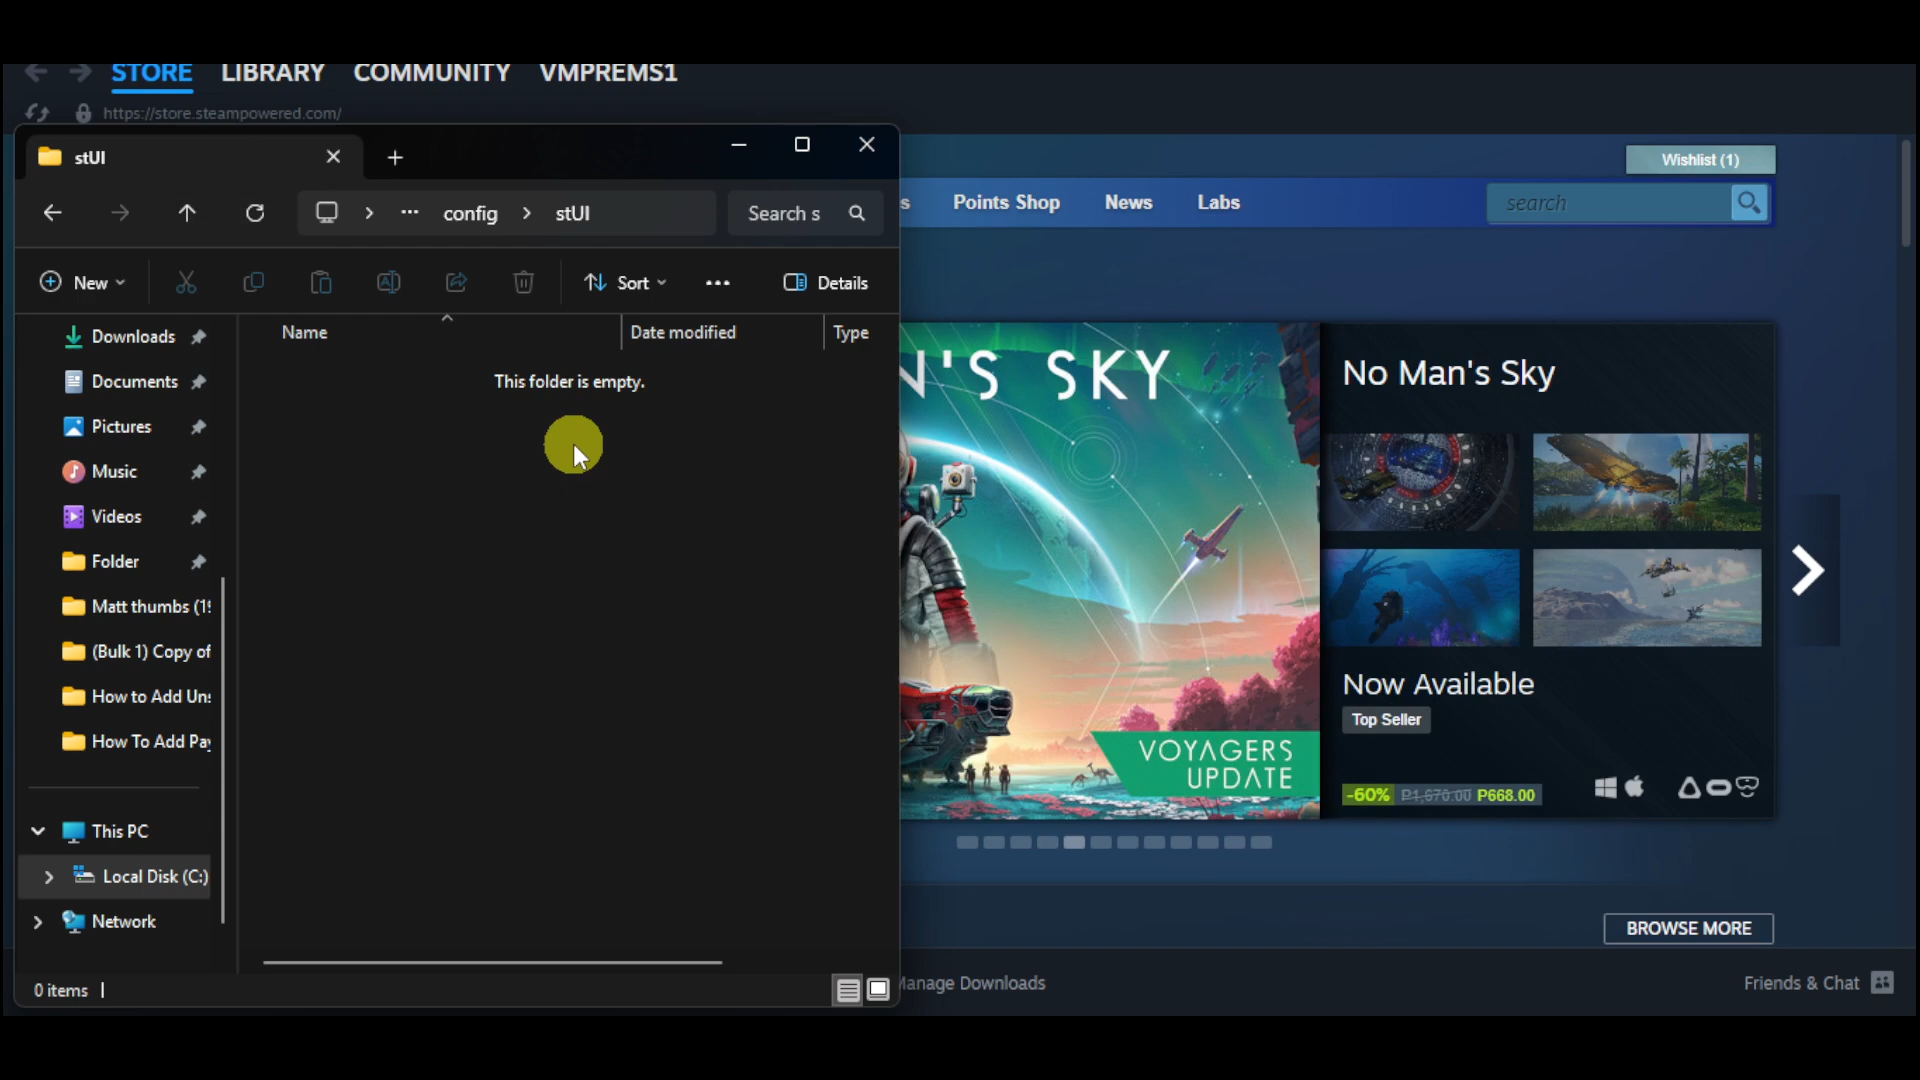 STORE LIBRARY COMMUNITY VMPREMS1
https://store.steampowered.com/
stUI
config > stUI
Search s
New
Sort
Details
Downloads
Documents
Pictures
Music
Videos
Folder
Matt thumbs (1
(Bulk 1) Copy of
How to Add Un
How To Add Pa
This PC
Local Disk (C:)
Network
Name
Date modified
Type
This folder is empty.
0 items
Wishlist (1)
s
Points Shop
News
Labs
search
N'S SKY
VOYAGERS
UPDATE
No Man's Sky
Now Available
Top Seller
-60% P1,670.00 P668.00
BROWSE MORE
Manage Downloads
Friends & Chat